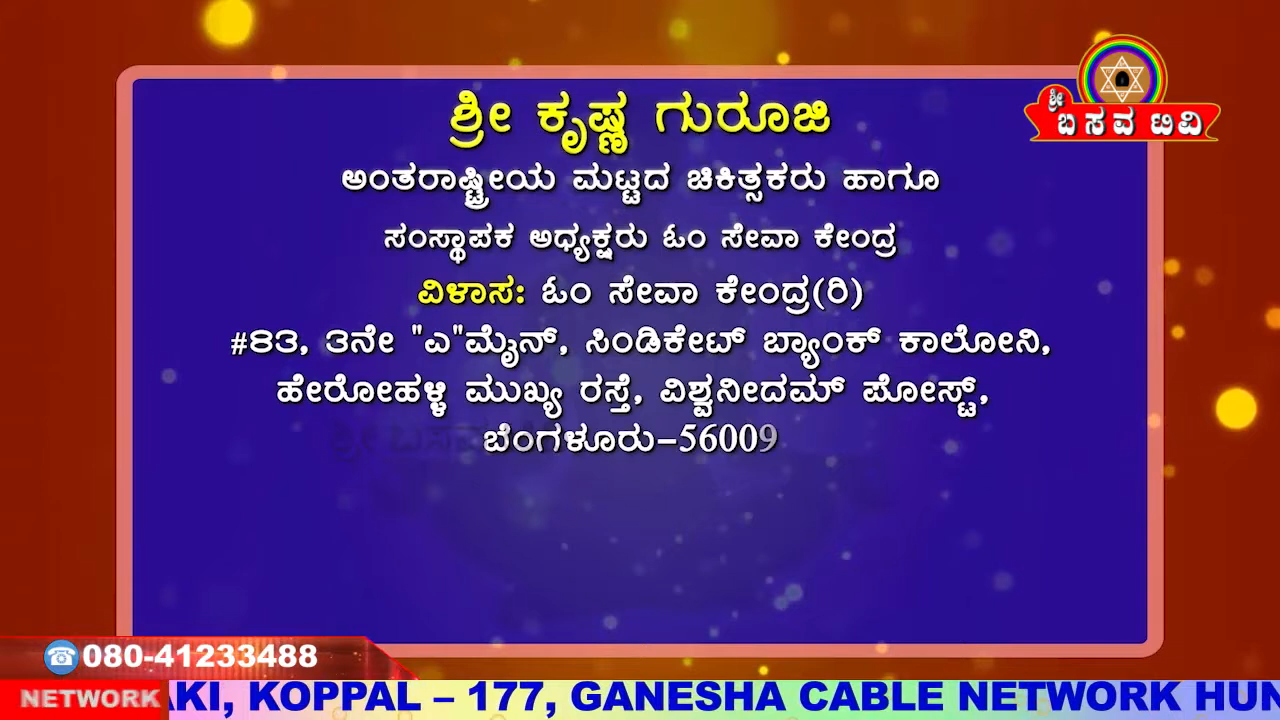 ಶ್ರೀ ಕೃಷ್ಣ ಗುರೂಜಿ
ಶ್ರೀ
ಬಸವ ಟಿವಿ
ಅಂತರಾಷ್ಟ್ರೀಯ ಮಟ್ಟದ ಚಿಕಿತ್ಸಕರು ಹಾಗೂ
ಸಂಸ್ಥಾಪಕ ಅಧ್ಯಕ್ಷರು ಓಂ ಸೇವಾ ಕೇಂದ್ರ
ವಿಳಾಸ: ಓಂ ಸೇವಾ ಕೇಂದ್ರ(ರಿ)
#83, 3ನೇ "ಎ"ಮೈನ್, ಸಿಂಡಿಕೇಟ್ ಬ್ಯಾಂಕ್ ಕಾಲೋನಿ,
ಹೇರೋಹಳ್ಳಿ ಮುಖ್ಯ ರಸ್ತೆ, ವಿಶ್ವನೀದಮ್ ಪೋಸ್ಟ್,
ಬೆಂಗಳೂರು-56009
080-41233488
NETWORK AKI, KOPPAL – 177, GANESHA CABLE NETWORK HUN